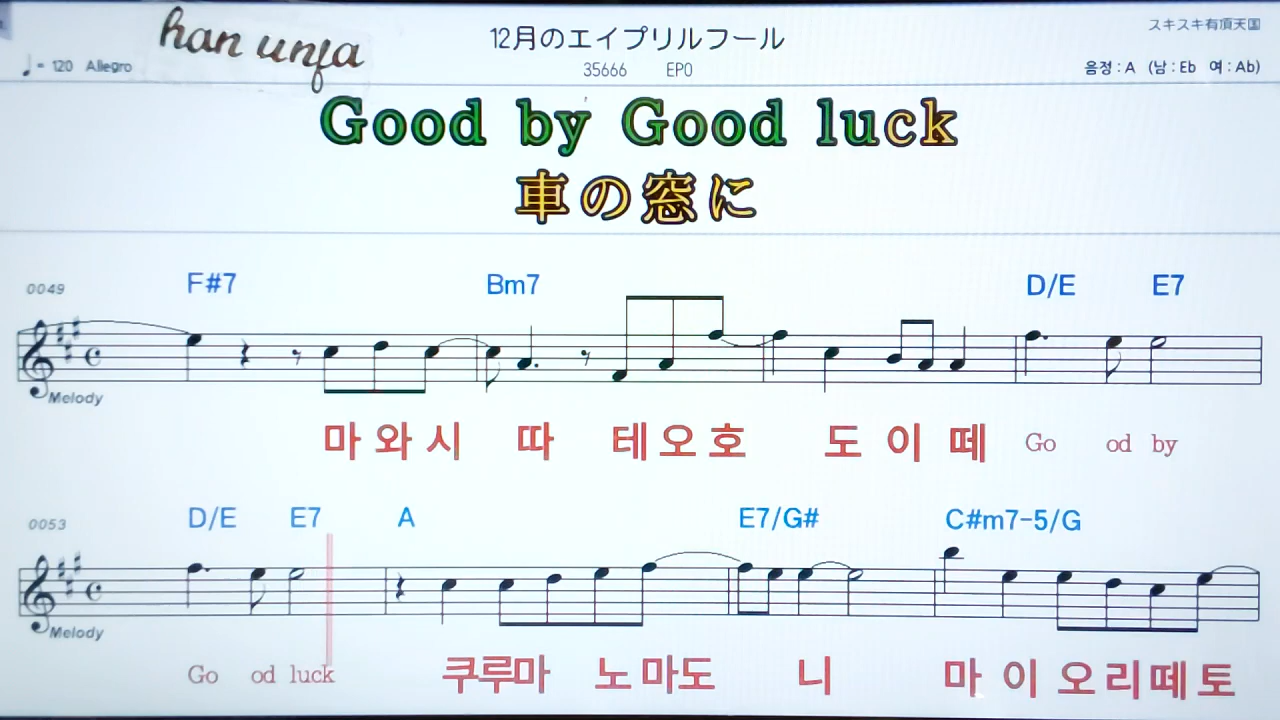 han unfa
12月のエイプリルフール
スキスキ有頂天国
♩= 120 Allegro
35666 EPO
음정 : A (남 : Eb 여 : Ab)
Good by Good luck
車の窓に
0049 F#7 Bm7 D/E E7
Melody
마 와 시 따 테 오 호 도 이 떼 Go od by
0053 D/E E7 A E7/G# C#m7-5/G
Melody
Go od luck 쿠루마 노 마도 니 마 이 오 리 떼 토